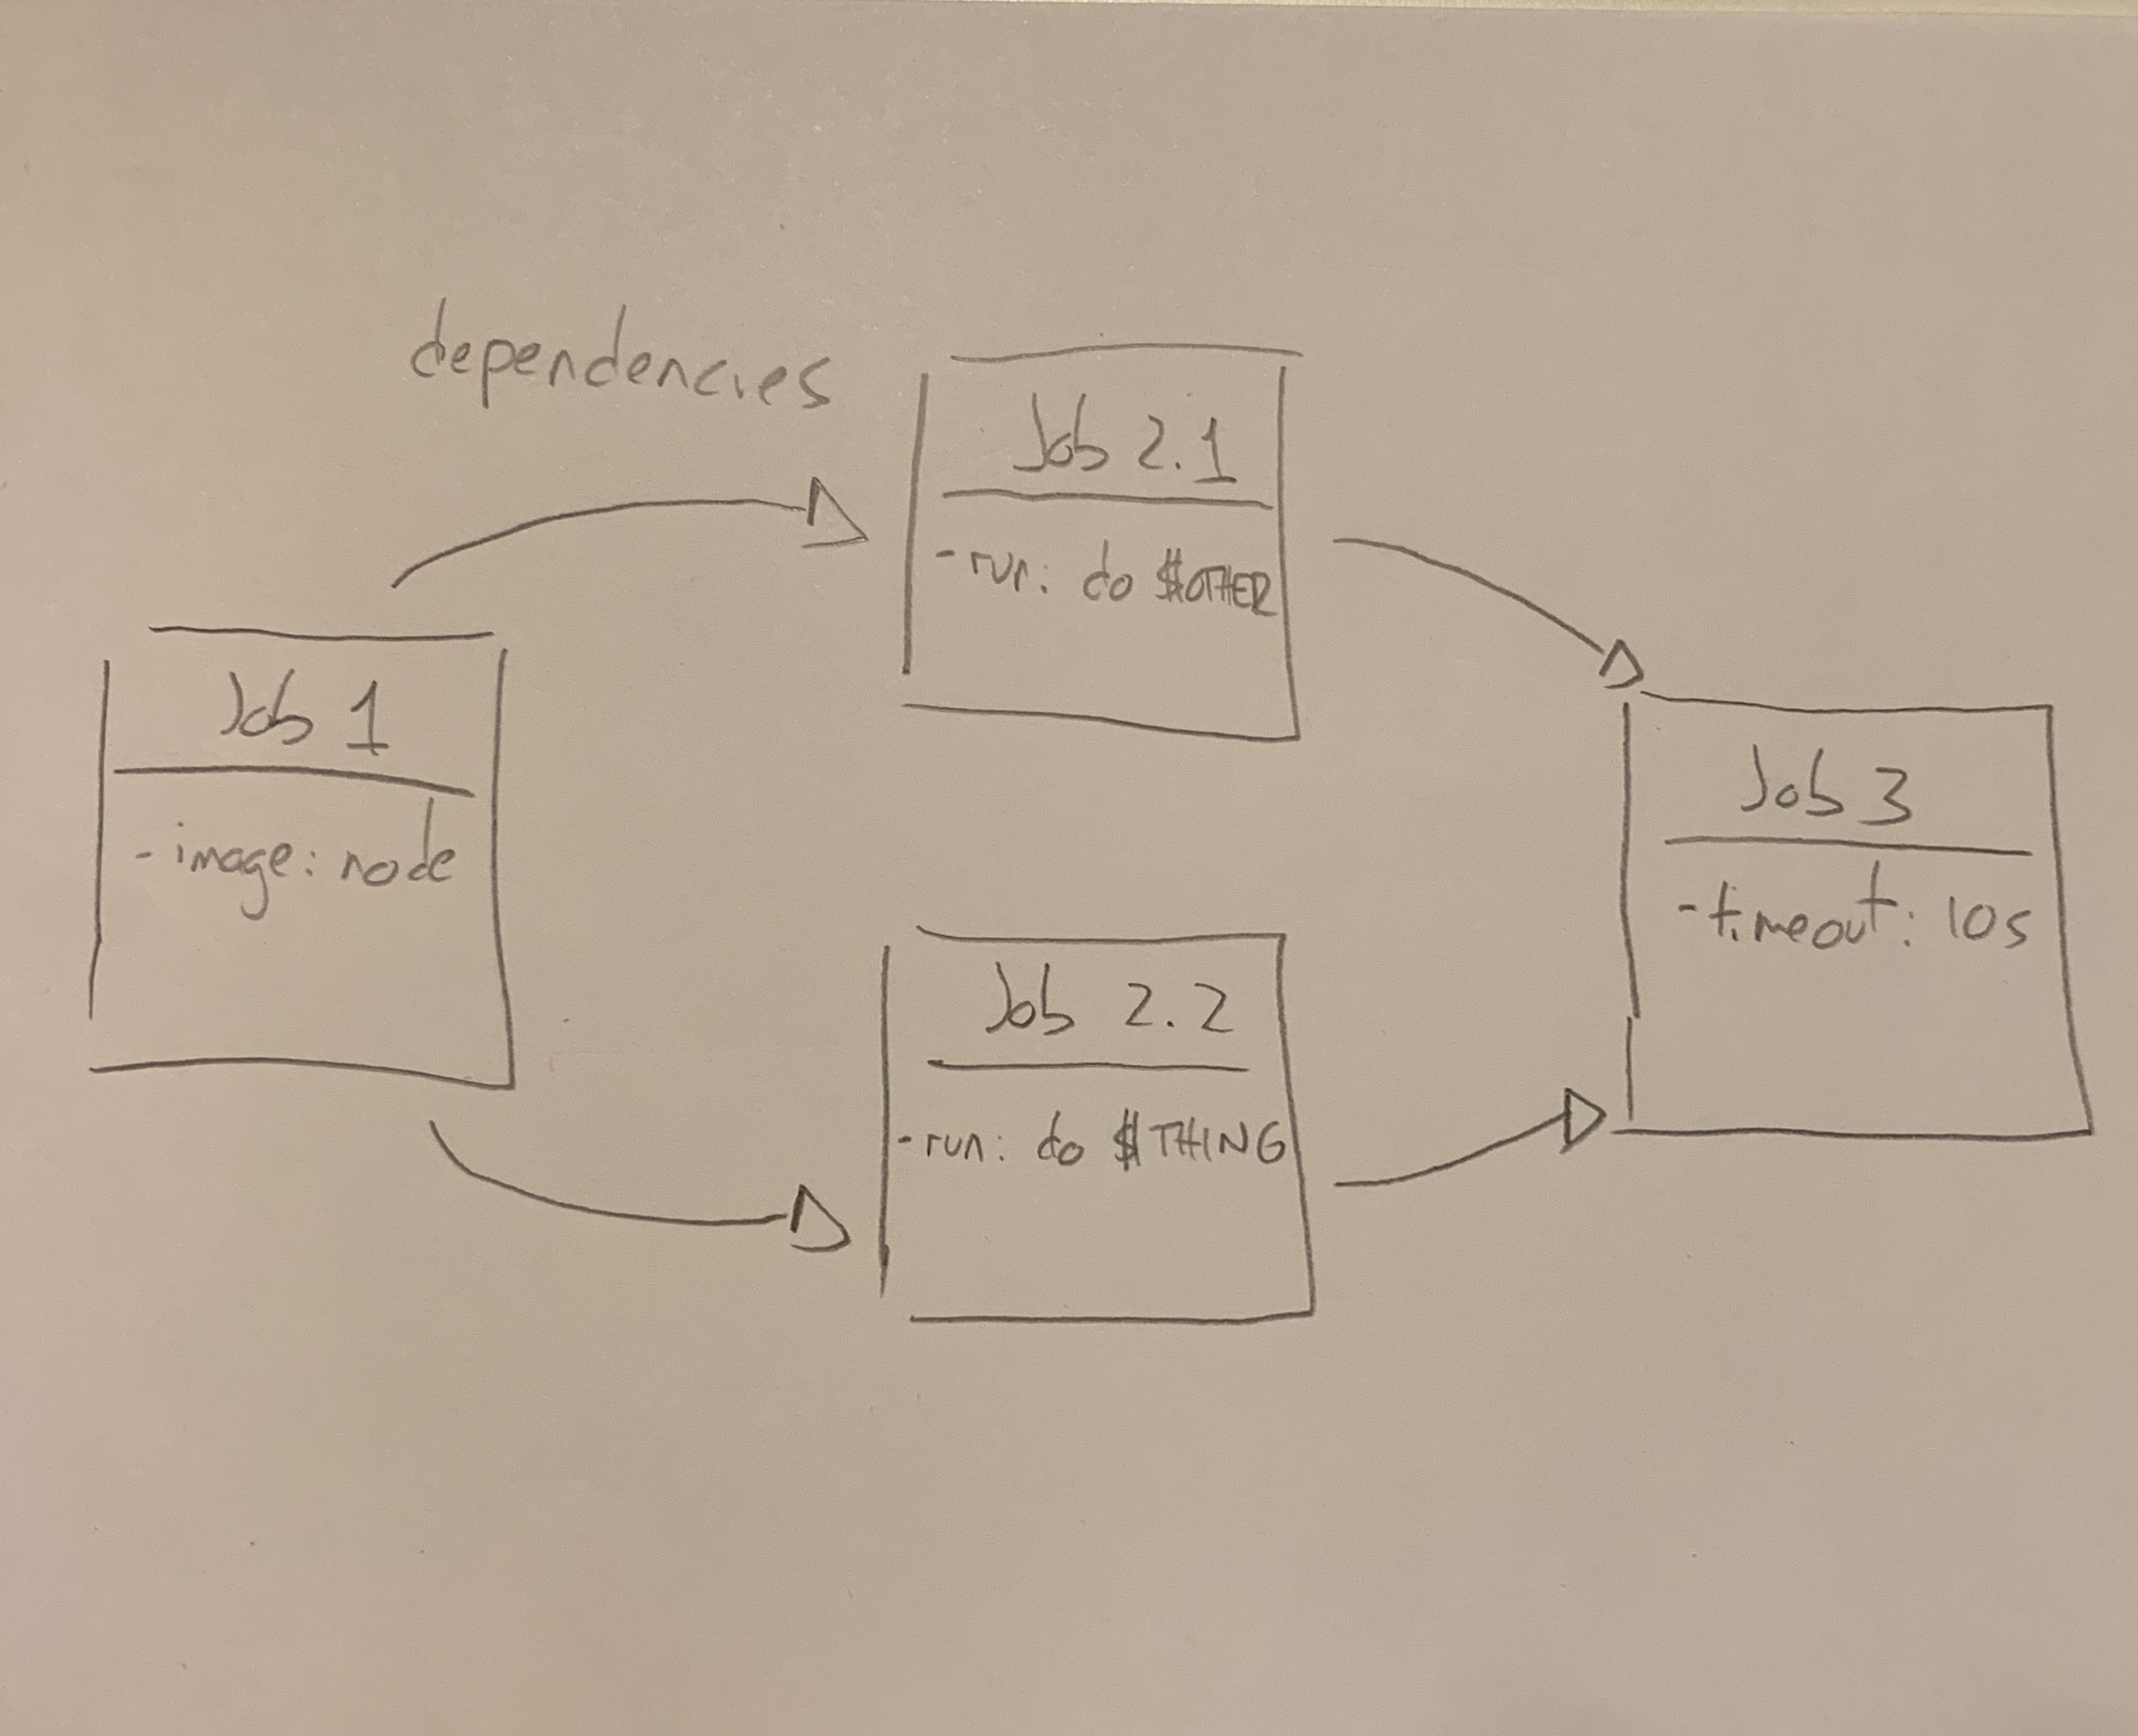 dependencies
Job 1
- image: node
Job 2.1
- run: do $OTHER
Job 2.2
- run: do $THING
Job 3
- timeout: 10s